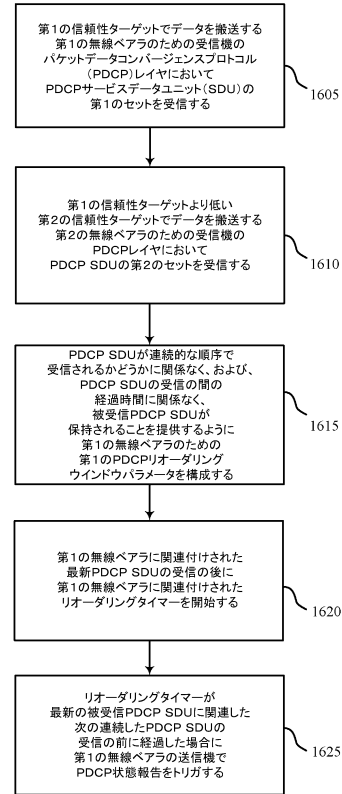 第1の信頼性ターゲットでデータを搬送する
第1の無線ベアラのための受信機の
パケットデータコンバージェンスプロトコル
(PDCP)レイヤにおいて
PDCPサービスデータユニット(SDU)の
第1のセットを受信する
1605
第1の信頼性ターゲットより低い
第2の信頼性ターゲットでデータを搬送する
第2の無線ベアラのための受信機の
PDCPレイヤにおいて
PDCP SDUの第2のセットを受信する
1610
PDCP SDUが連続的な順序で
受信されるかどうかに関係なく、および、
PDCP SDUの受信の間の
経過時間に関係なく、
被受信PDCP SDUが
保持されることを提供するように
第1の無線ベアラのための
第1のPDCPリオーダリング
ウインドウパラメータを構成する
1615
第1の無線ベアラに関連付けされた
最新PDCP SDUの受信の後に
第1の無線ベアラに関連付けされた
リオーダリングタイマーを開始する
1620
リオーダリングタイマーが
最新の被受信PDCP SDUに関連した
次の連続したPDCP SDUの
受信の前に経過した場合に
第1の無線ベアラの送信機で
PDCP状態報告をトリガする
1625